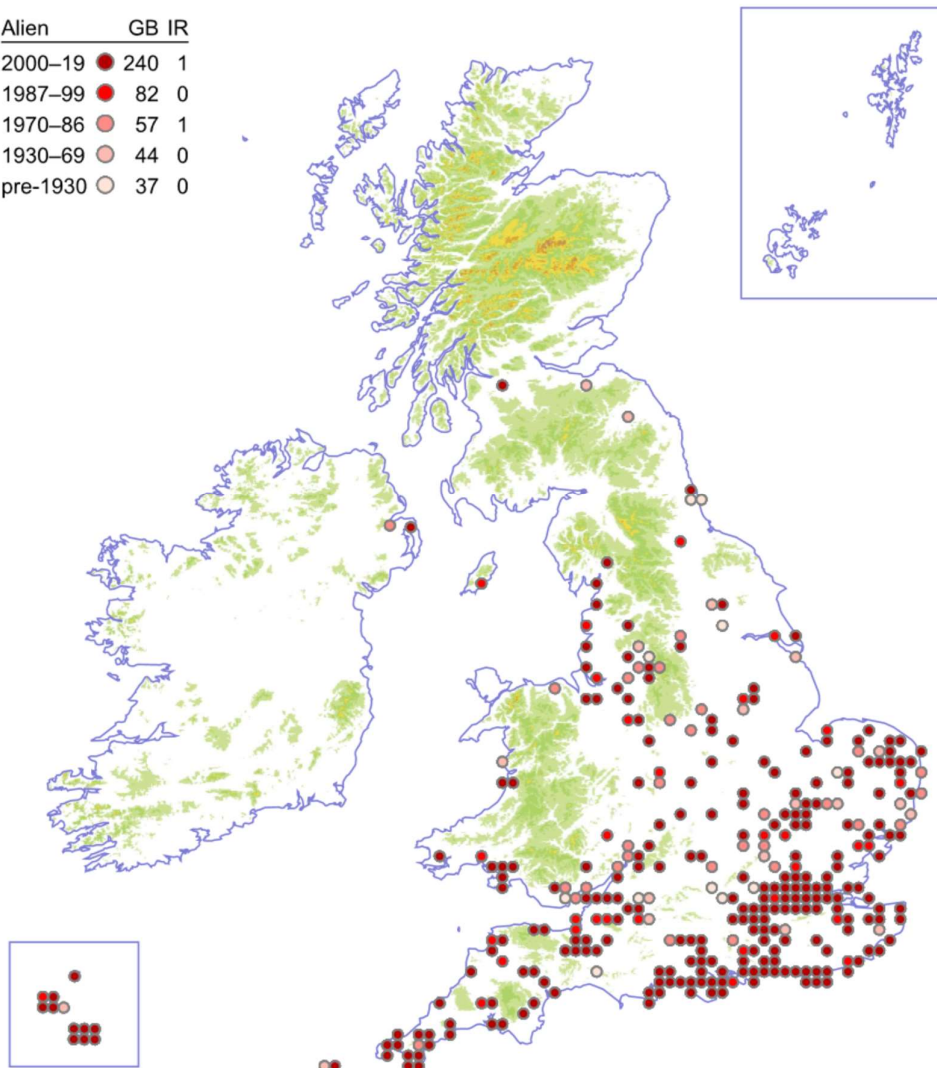 Alien GB IR
2000–19 240 1
1987–99 82 0
1970–86 57 1
1930–69 44 0
pre-1930 37 0